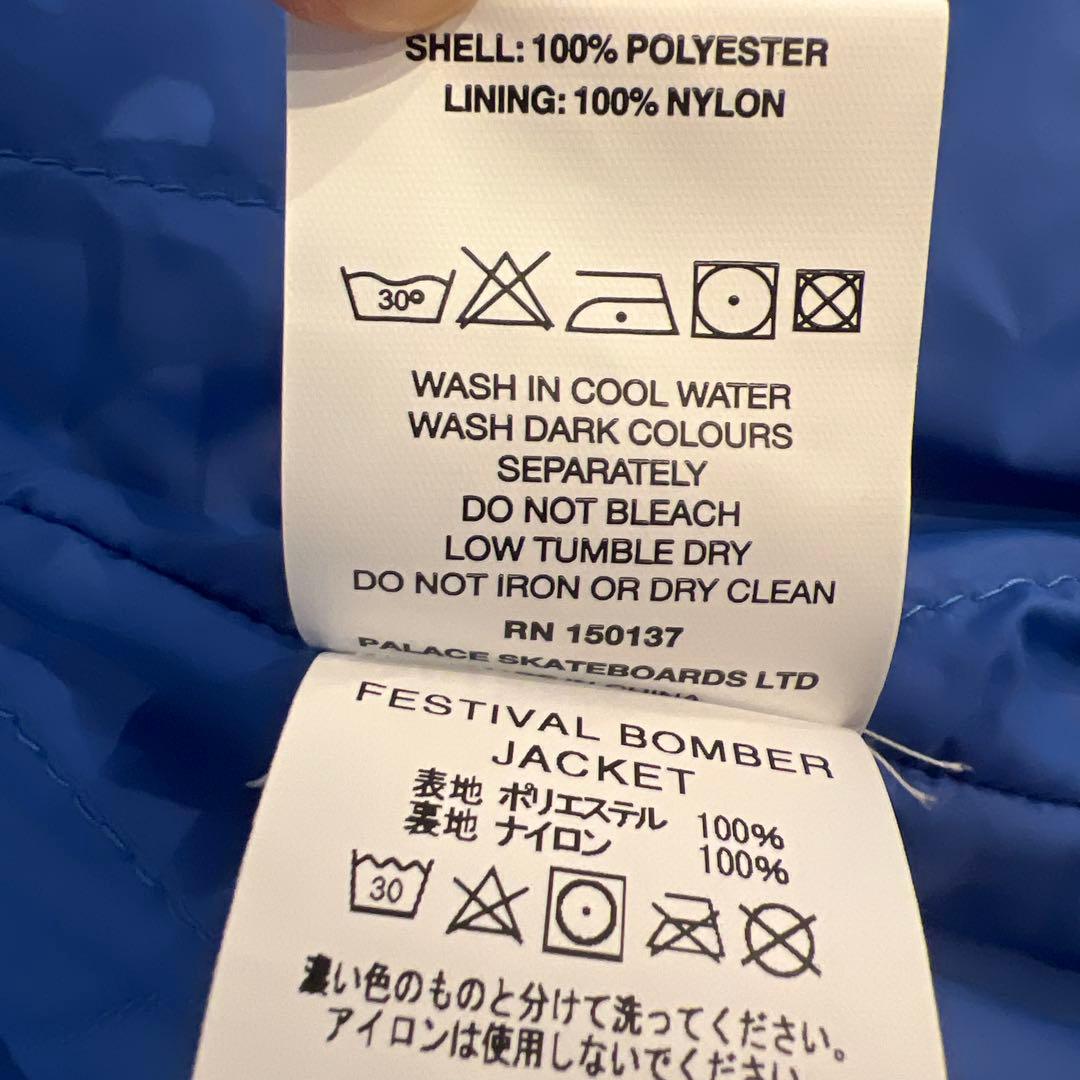 SHELL: 100% POLYESTER
LINING: 100% NYLON
30°
WASH IN COOL WATER
WASH DARK COLOURS
SEPARATELY
DO NOT BLEACH
LOW TUMBLE DRY
DO NOT IRON OR DRY CLEAN
RN 150137
PALACE SKATEBOARDS LTD
CHINA
FESTIVAL BOMBER
JACKET
表地 ポリエステル 100%
裏地 ナイロン 100%
30
濃い色のものと分けて洗ってください。
アイロンは使用しないでください。